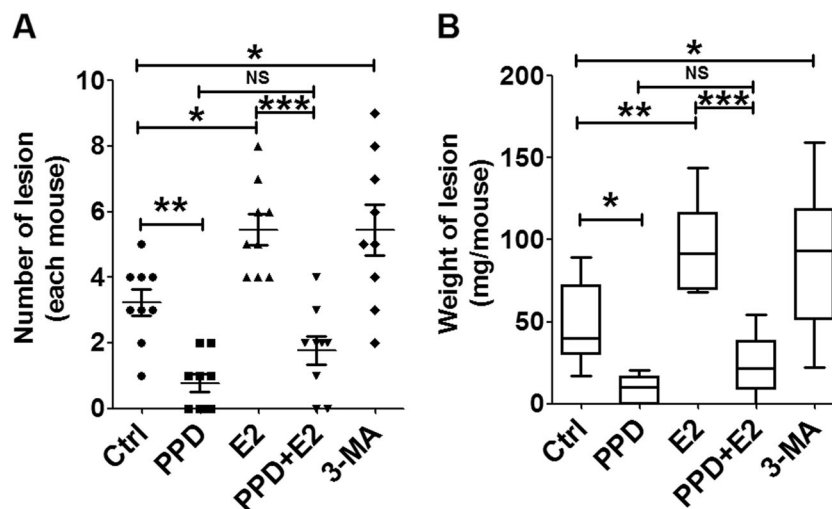 A
Number of lesion
(each mouse)
10
8
6
4
2
0
*
NS
*
***
**
Ctrl
PPD
E2
PPD+E2
3-MA
B
Weight of lesion
(mg/mouse)
200
150
100
50
0
*
NS
**
***
*
Ctrl
PPD
E2
PPD+E2
3-MA